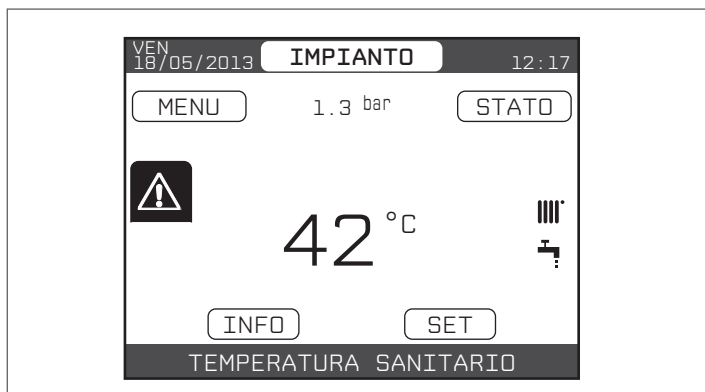 VEN
18/05/2013 IMPIANTO 12:17
MENU 1.3 bar STATO
42 °C
INFO SET
TEMPERATURA SANITARIO